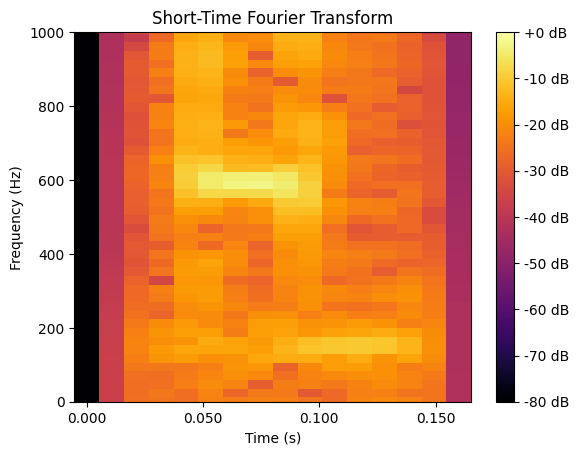 Short-Time Fourier Transform
Frequency (Hz)
1000
800
600
400
200
0
0.000
0.050
0.100
0.150
Time (s)
+0 dB
-10 dB
-20 dB
-30 dB
-40 dB
-50 dB
-60 dB
-70 dB
-80 dB